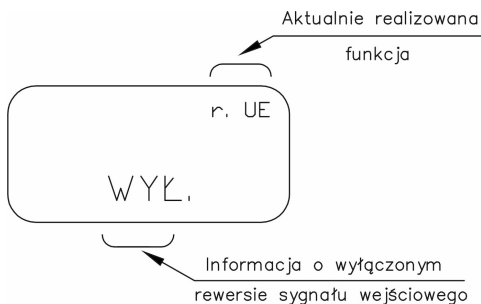 Aktualnie realizowana
funkcja
r. UE
WYŁ.
Informacja o wyłączonym
rewersie sygnału wejściowego